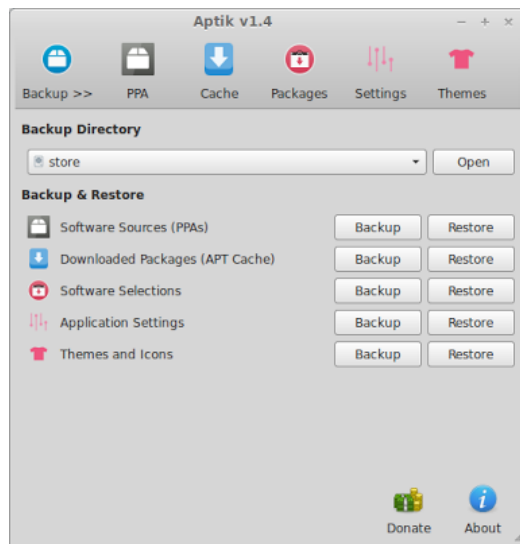 Aptik v1.4
Backup >> PPA Cache Packages Settings Themes
Backup Directory
store Open
Backup & Restore
Software Sources (PPAs) Backup Restore
Downloaded Packages (APT Cache) Backup Restore
Software Selections Backup Restore
Application Settings Backup Restore
Themes and Icons Backup Restore
Donate About